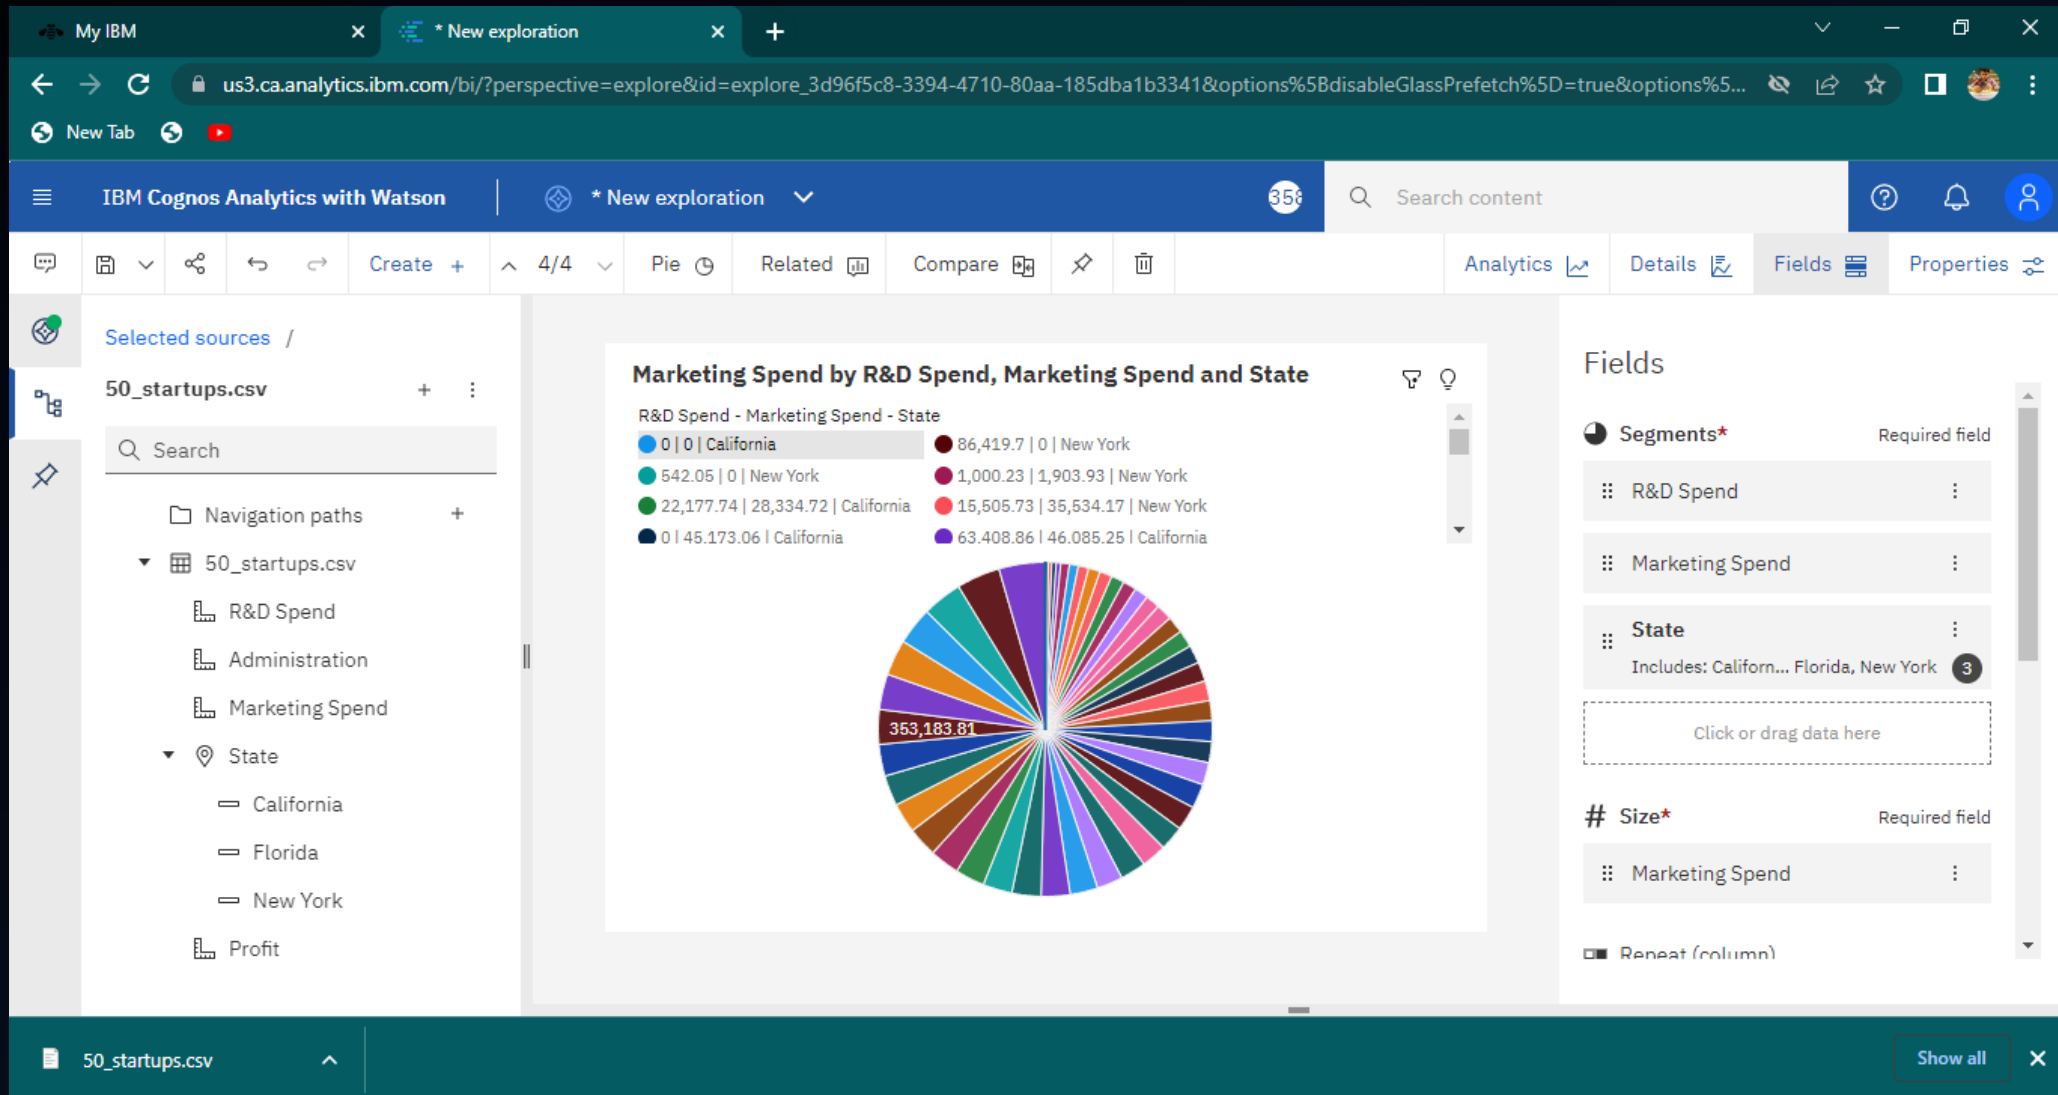 My IBM
* New exploration
us3.ca.analytics.ibm.com/bi/?perspective=explore&id=explore_3d96f5c8-3394-4710-80aa-185dba1b3341&options%5BdisableGlassPrefetch%5D=true&options%5...
New Tab
IBM Cognos Analytics with Watson
* New exploration
358
Search content
Create +
4/4
Pie
Related
Compare
Analytics
Details
Fields
Properties
Selected sources /
50_startups.csv
Search
Navigation paths
50_startups.csv
R&D Spend
Administration
Marketing Spend
State
California
Florida
New York
Profit
Marketing Spend by R&D Spend, Marketing Spend and State
R&D Spend - Marketing Spend - State
0 | 0 | California
86,419.7 | 0 | New York
542.05 | 0 | New York
1,000.23 | 1,903.93 | New York
22,177.74 | 28,334.72 | California
15,505.73 | 35,534.17 | New York
0 | 45,173.06 | California
63,408.86 | 46,085.25 | California
353,183.81
Fields
Segments*
Required field
R&D Spend
Marketing Spend
State
Includes: Californ... Florida, New York
3
Click or drag data here
# Size*
Required field
Marketing Spend
Repeat (column)
50_startups.csv
Show all